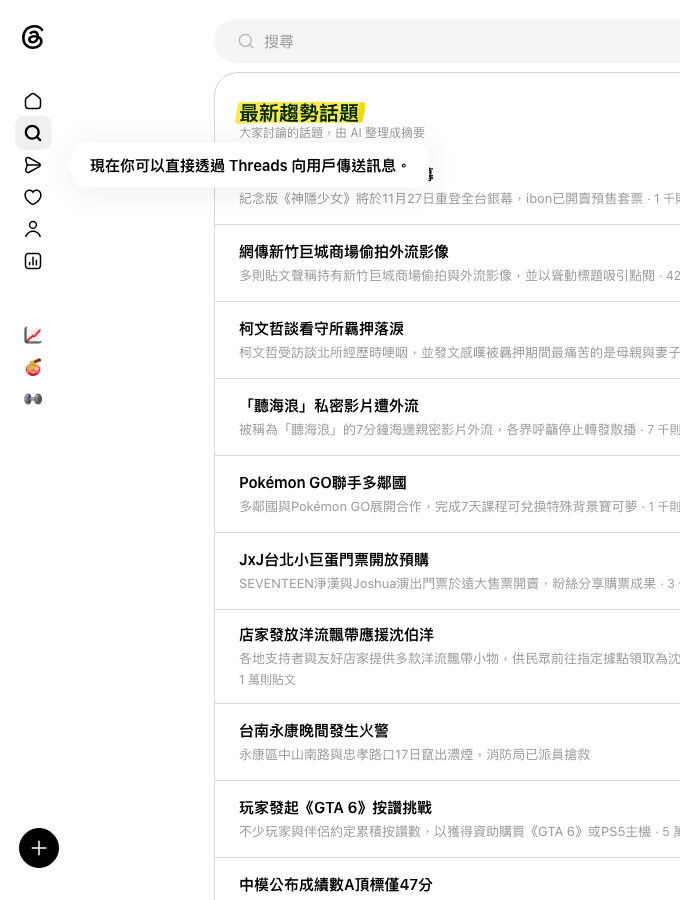 搜尋
最新趨勢話題
大家討論的話題，由 AI 整理成摘要
現在你可以直接透過 Threads 向用戶傳送訊息。
幕
紀念版《神隱少女》將於11月27日重登全台銀幕，ibon已開賣預售套票 · 1 千則
網傳新竹巨城商場偷拍外流影像
多則貼文聲稱持有新竹巨城商場偷拍與外流影像，並以聳動標題吸引點閱 · 42
柯文哲談看守所羈押落淚
柯文哲受訪談北所經歷時哽咽，並發文感嘆被羈押期間最痛苦的是母親與妻子
「聽海浪」私密影片遭外流
被稱為「聽海浪」的7分鐘海邊親密影片外流，各界呼籲停止轉發散播 · 7 千則
Pokémon GO聯手多鄰國
多鄰國與Pokémon GO展開合作，完成7天課程可兌換特殊背景寶可夢 · 1 千則
JxJ台北小巨蛋門票開放預購
SEVENTEEN淨漢與Joshua演出門票於遠大售票開賣，粉絲分享購票成果 · 3
店家發放洋流飄帶應援沈伯洋
各地支持者與友好店家提供多款洋流飄帶小物，供民眾前往指定據點領取為沈
1 萬則貼文
台南永康晚間發生火警
永康區中山南路與忠孝路口17日竄出濃煙，消防局已派員搶救
玩家發起《GTA 6》按讚挑戰
不少玩家與伴侶約定累積按讚數，以獲得資助購買《GTA 6》或PS5主機 · 5 萬
中模公布成績數A頂標僅47分